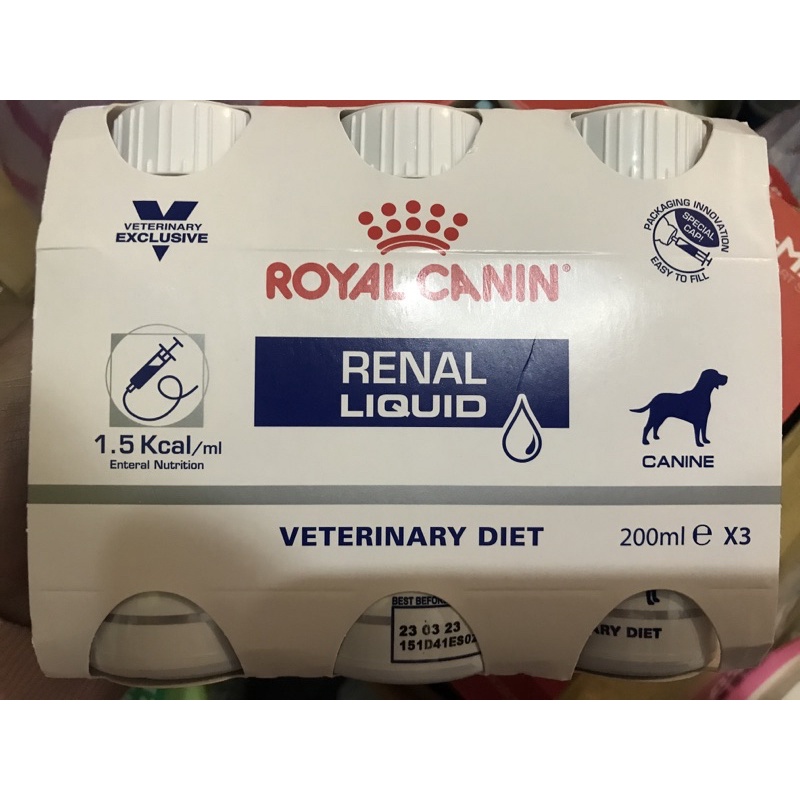 VETERINARY
EXCLUSIVE
ROYAL CANIN®
PACKAGING INNOVATION
SPECIAL
CAP!
EASY TO FILL
RENAL
LIQUID
1.5 Kcal/ml
Enteral Nutrition
CANINE
VETERINARY DIET
200ml ℮ X3
BEST BEFORE
23 03 23
151D41ES02
ARY DIET